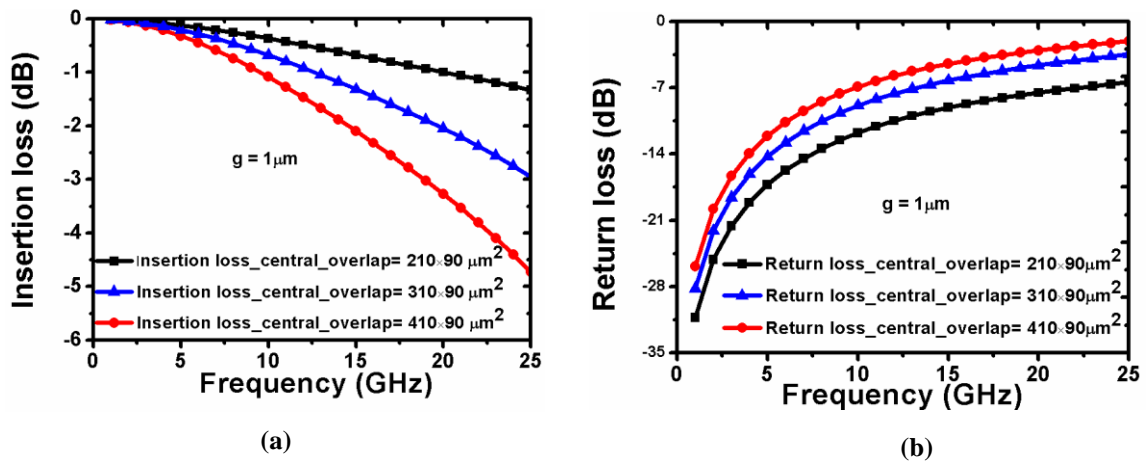 0
-1
-2
-3
-4
-5
-6
Insertion loss (dB)
g = 1μm
Insertion loss_central_overlap= 210×90 μm²
Insertion loss_central_overlap= 310×90 μm²
Insertion loss_central_overlap= 410×90 μm²
0 5 10 15 20 25
Frequency (GHz)
(a)
0
-7
-14
-21
-28
-35
Return loss (dB)
g = 1μm
Return loss_central_overlap= 210×90μm²
Return loss_central_overlap= 310×90μm²
Return loss_central_overlap= 410×90μm²
0 5 10 15 20 25
Frequency (GHz)
(b)